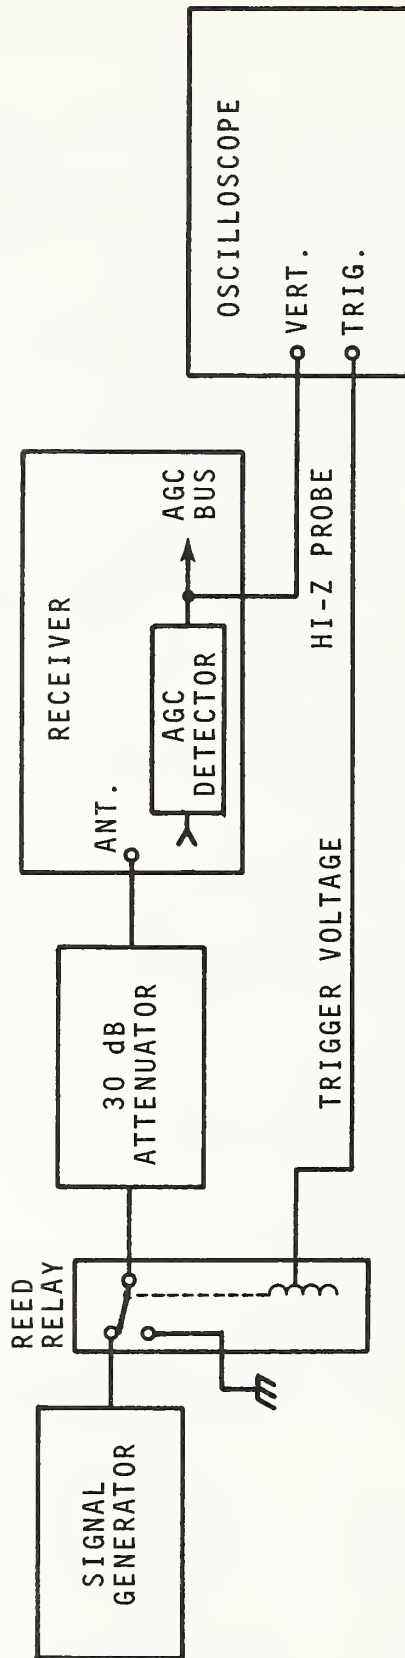 SIGNAL
GENERATOR
REED
RELAY
30 dB
ATTENUATOR
RECEIVER
ANT.
AGC
DETECTOR
AGC
BUS
OSCILLOSCOPE
VERT.
TRIG.
HI-Z PROBE
TRIGGER VOLTAGE